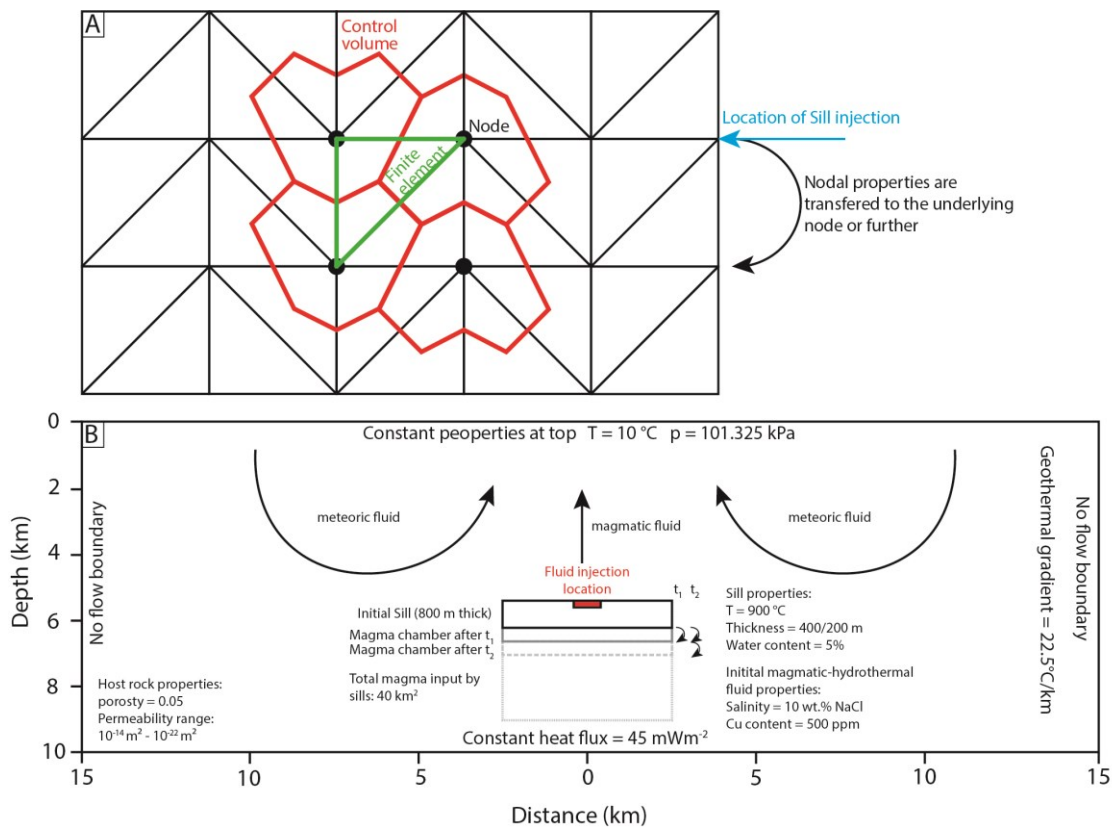 A
Control
volume
Node
Finite
element
Location of Sill injection
Nodal properties are
transfered to the underlying
node or further
B
Constant peoperties at top T = 10 °C p = 101.325 kPa
No flow boundary
meteoric fluid
magmatic fluid
meteoric fluid
Fluid injection
location
t₁ t₂
Initial Sill (800 m thick)
Magma chamber after t₁
Magma chamber after t₂
Total magma input by
sills: 40 km²
Sill properties:
T = 900 °C
Thickness = 400/200 m
Water content = 5%
Initital magmatic-hydrothermal
fluid properties:
Salinity = 10 wt.% NaCl
Cu content = 500 ppm
Host rock properties:
porosty = 0.05
Permeability range:
10⁻¹⁴ m² - 10⁻²² m²
Constant heat flux = 45 mWm⁻²
No flow boundary
Geothermal gradient = 22.5°C/km
Depth (km)
0
2
4
6
8
10
15 10 5 0 5 10 15
Distance (km)